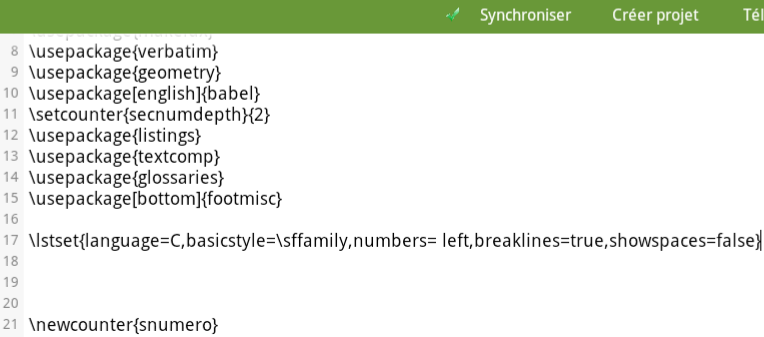 Synchroniser Créer projet Tél
8 \usepackage{verbatim}
9 \usepackage{geometry}
10 \usepackage[english]{babel}
11 \setcounter{secnumdepth}{2}
12 \usepackage{listings}
13 \usepackage{textcomp}
14 \usepackage{glossaries}
15 \usepackage[bottom]{footmisc}
16
17 \lstset{language=C,basicstyle=\sffamily,numbers= left,breaklines=true,showspaces=false}
18
19
20
21 \newcounter{snumero}